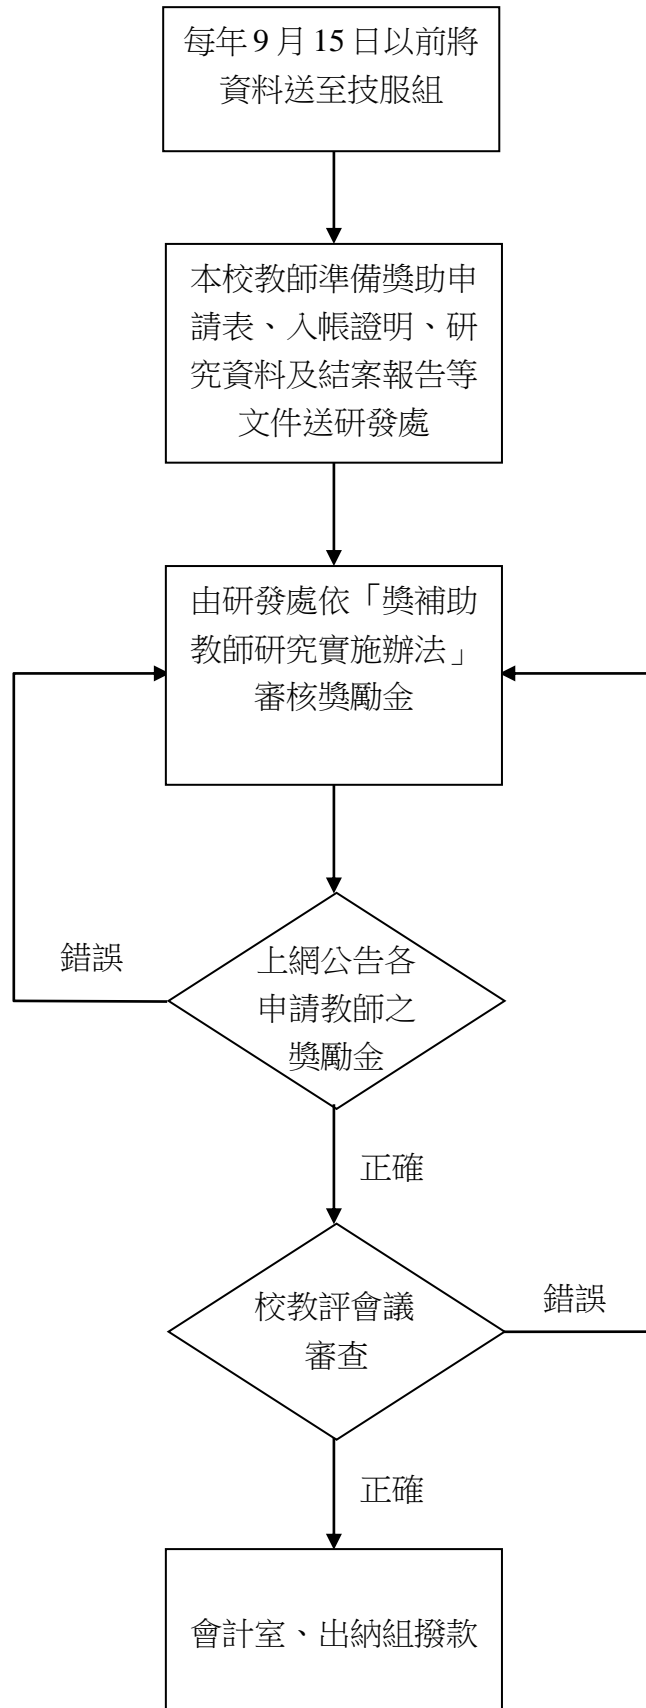 每年 9 月 15 日以前將
資料送至技服組
本校教師準備獎助申
請表、入帳證明、研
究資料及結案報告等
文件送研發處
由研發處依「獎補助
教師研究實施辦法」
審核獎勵金
錯誤
上網公告各
申請教師之
獎勵金
正確
校教評會議
審查
錯誤
正確
會計室、出納組撥款